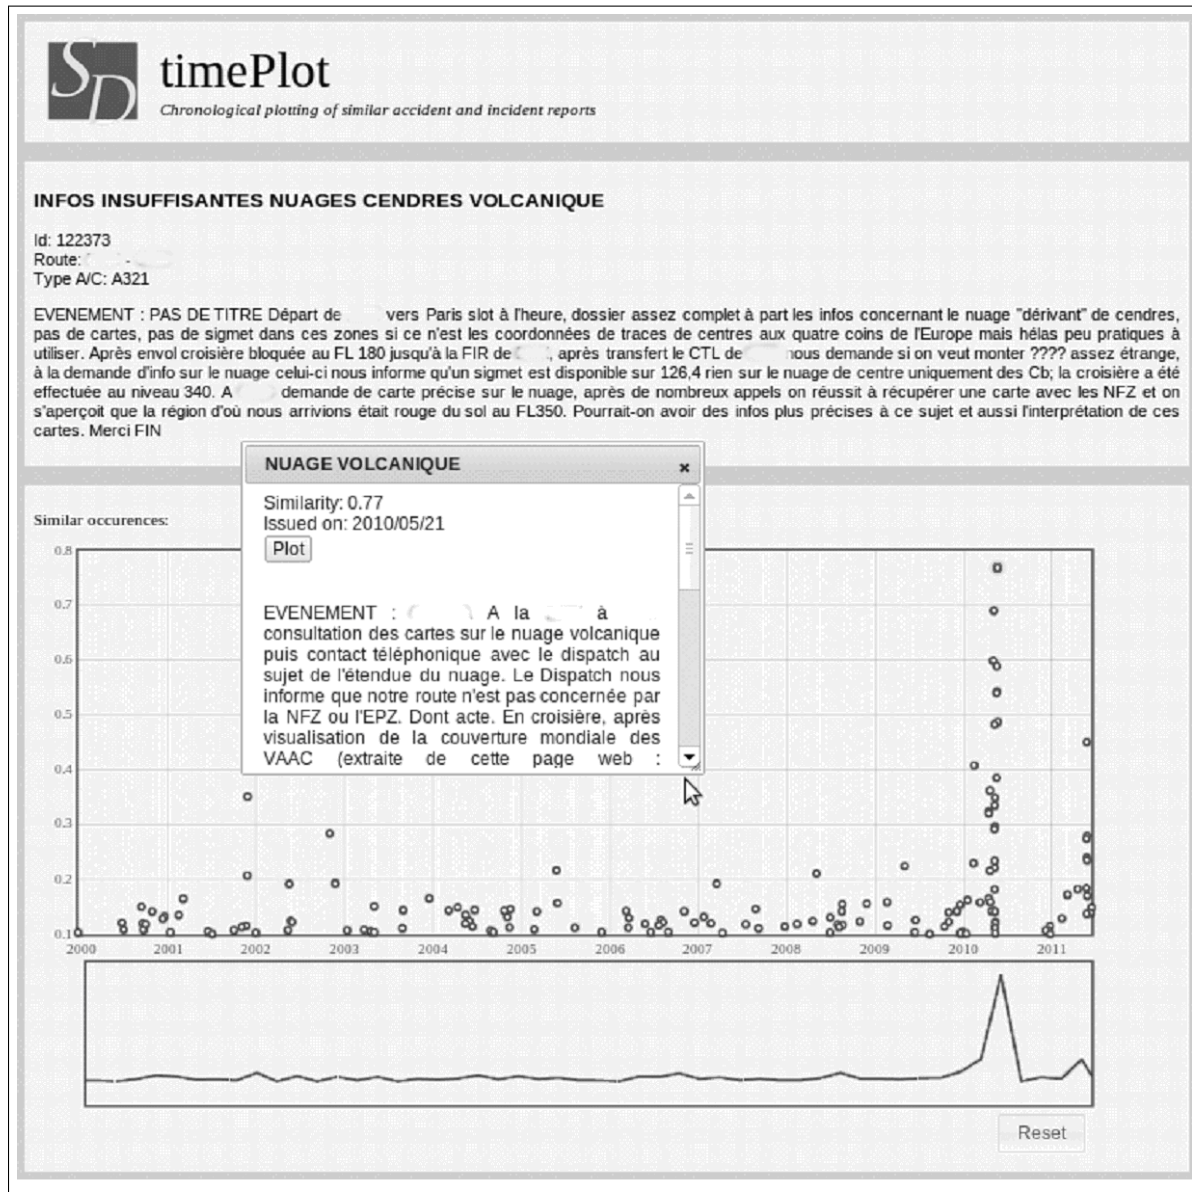 SD
timePlot
Chronological plotting of similar accident and incident reports
INFOS INSUFFISANTES NUAGES CENDRES VOLCANIQUE
Id: 122373
Route: -
Type A/C: A321
EVENEMENT : PAS DE TITRE Départ de vers Paris slot à l'heure, dossier assez complet à part les infos concernant le nuage "dérivant" de cendres,
pas de cartes, pas de sigmet dans ces zones si ce n'est les coordonnées de traces de centres aux quatre coins de l'Europe mais hélas peu pratiques à
utiliser. Après envol croisière bloquée au FL 180 jusqu'à la FIR de , après transfert le CTL de nous demande si on veut monter ???? assez étrange,
à la demande d'info sur le nuage celui-ci nous informe qu'un sigmet est disponible sur 126,4 rien sur le nuage de centre uniquement des Cb; la croisière a été
effectuée au niveau 340. A demande de carte précise sur le nuage, après de nombreux appels on réussit à récupérer une carte avec les NFZ et on
s'aperçoit que la région d'où nous arrivions était rouge du sol au FL350. Pourrait-on avoir des infos plus précises à ce sujet et aussi l'interprétation de ces
cartes. Merci FIN
NUAGE VOLCANIQUE ×
Similarity: 0.77
Issued on: 2010/05/21
Plot
EVENEMENT : A la à
consultation des cartes sur le nuage volcanique
puis contact téléphonique avec le dispatch au
sujet de l'étendue du nuage. Le Dispatch nous
informe que notre route n'est pas concernée par
la NFZ ou l'EPZ. Dont acte. En croisière, après
visualisation de la couverture mondiale des
VAAC (extraite de cette page web :
Similar occurences:
0.8
0.7
0.6
0.5
0.4
0.3
0.2
0.1
2000 2001 2002 2003 2004 2005 2006 2007 2008 2009 2010 2011
Reset